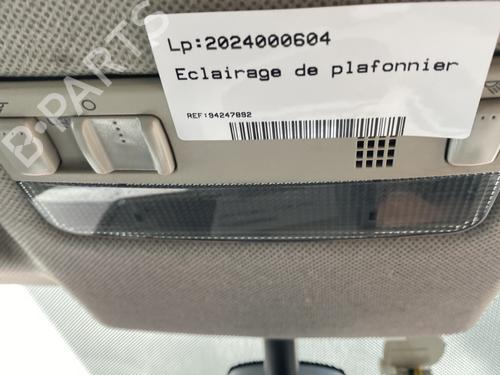 Lp:2024000604
Eclairage de plafonnier
REF:94247892
B-PARTS